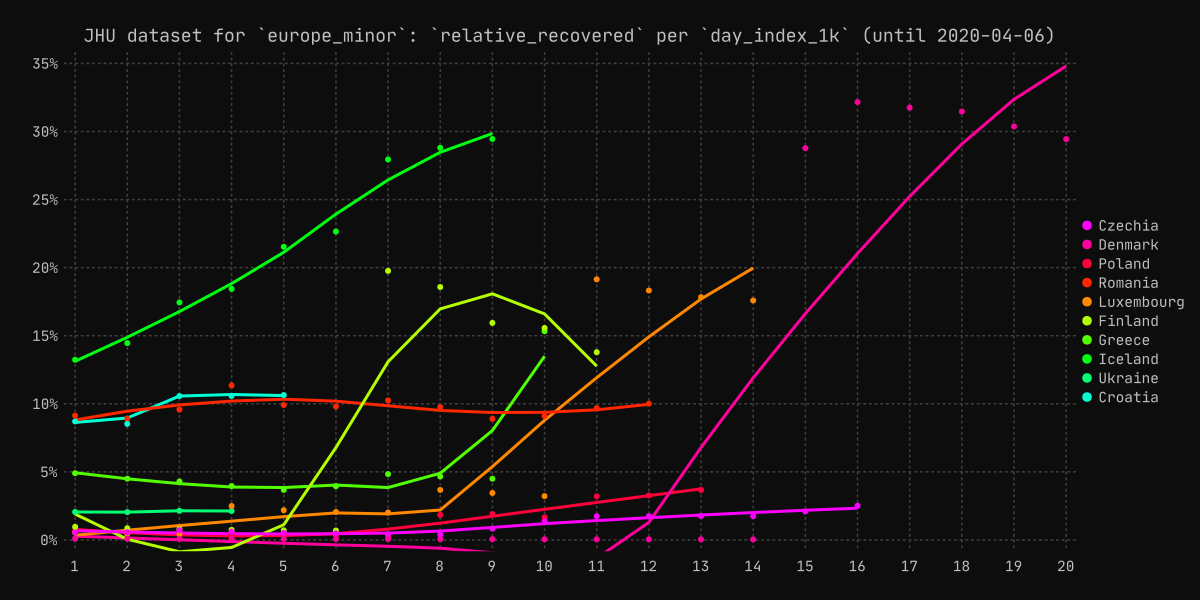 JHU dataset for `europe_minor`: `relative_recovered` per `day_index_1k` (until 2020-04-06)
35%
30%
25%
20%
15%
10%
5%
0%
1 2 3 4 5 6 7 8 9 10 11 12 13 14 15 16 17 18 19 20
Czechia
Denmark
Poland
Romania
Luxembourg
Finland
Greece
Iceland
Ukraine
Croatia